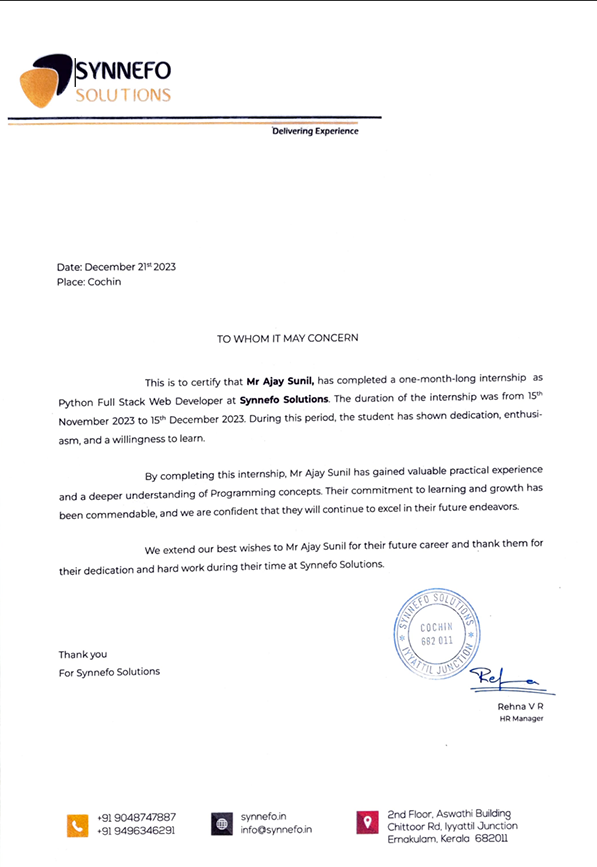 SYNNEFO
SOLUTIONS
Delivering Experience
Date: December 21st 2023
Place: Cochin
TO WHOM IT MAY CONCERN
This is to certify that Mr Ajay Sunil, has completed a one-month-long internship as
Python Full Stack Web Developer at Synnefo Solutions. The duration of the internship was from 15th
November 2023 to 15th December 2023. During this period, the student has shown dedication, enthusi-
asm, and a willingness to learn.
By completing this internship, Mr Ajay Sunil has gained valuable practical experience
and a deeper understanding of Programming concepts. Their commitment to learning and growth has
been commendable, and we are confident that they will continue to excel in their future endeavors.
We extend our best wishes to Mr Ajay Sunil for their future career and thank them for
their dedication and hard work during their time at Synnefo Solutions.
SYNNEFO SOLUTIONS
COCHIN
682 011
IYYATTIL JUNCTION
Thank you
For Synnefo Solutions
Rehna V R
HR Manager
+91 9048747887
+91 9496346291
synnefo.in
info@synnefo.in
2nd Floor, Aswathi Building
Chittoor Rd, Iyyattil Junction
Ernakulam, Kerala 682011